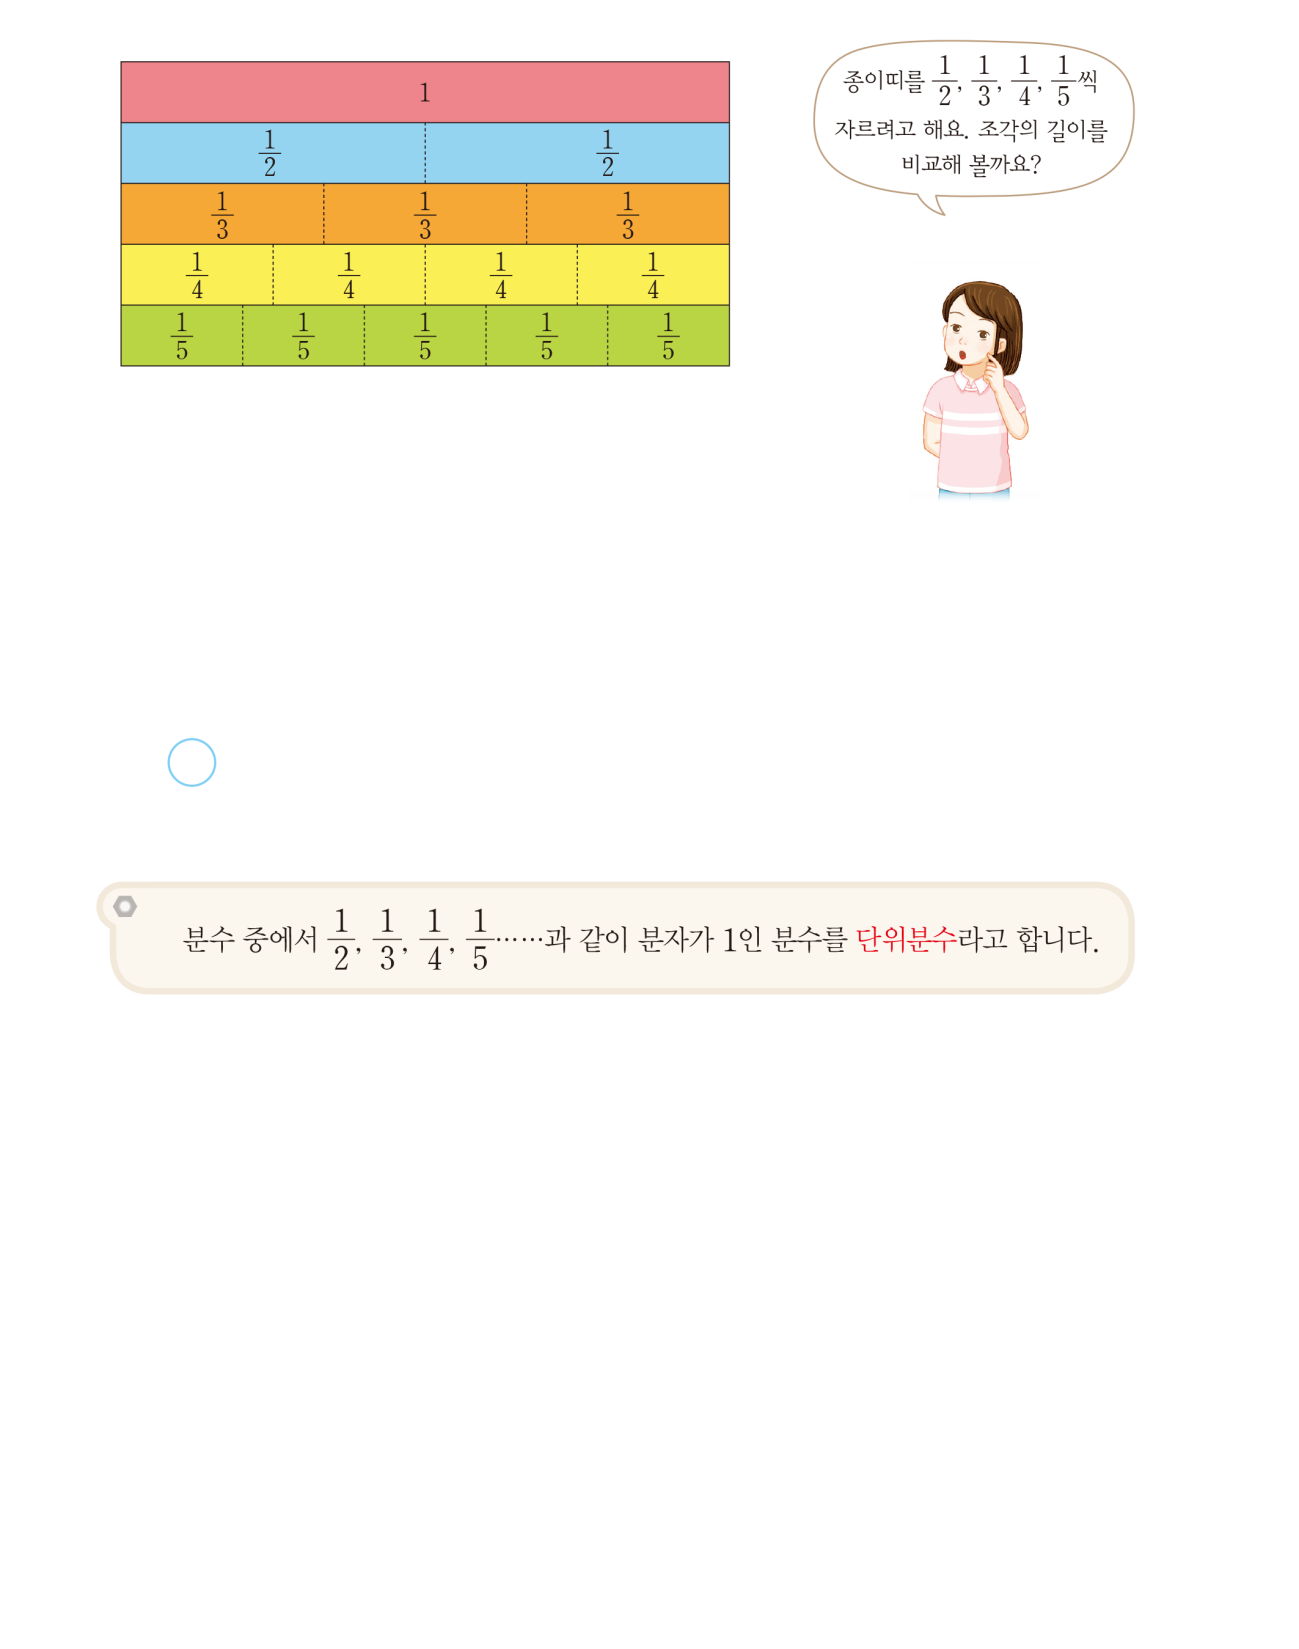 1
1/2 1/2
1/3 1/3 1/3
1/4 1/4 1/4 1/4
1/5 1/5 1/5 1/5 1/5
종이띠를 1/2, 1/3, 1/4, 1/5씩
자르려고 해요. 조각의 길이를
비교해 볼까요?
분수 중에서 1/2, 1/3, 1/4, 1/5……과 같이 분자가 1인 분수를 단위분수라고 합니다.